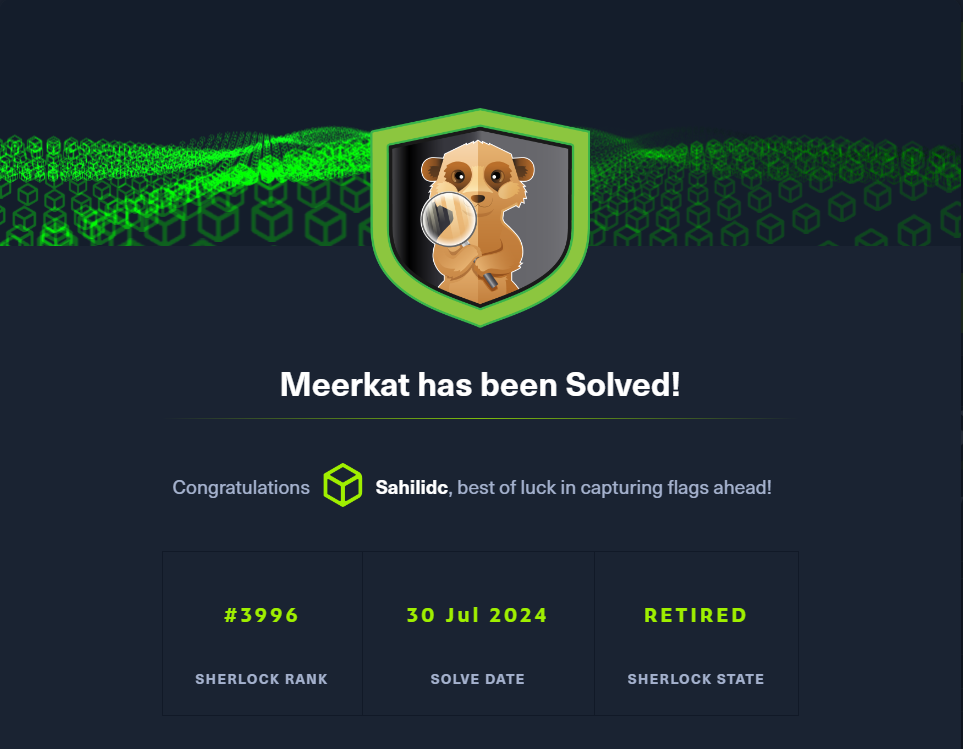 Meerkat has been Solved!
Congratulations Sahilidc, best of luck in capturing flags ahead!
#3996 30 Jul 2024 RETIRED
SHERLOCK RANK SOLVE DATE SHERLOCK STATE